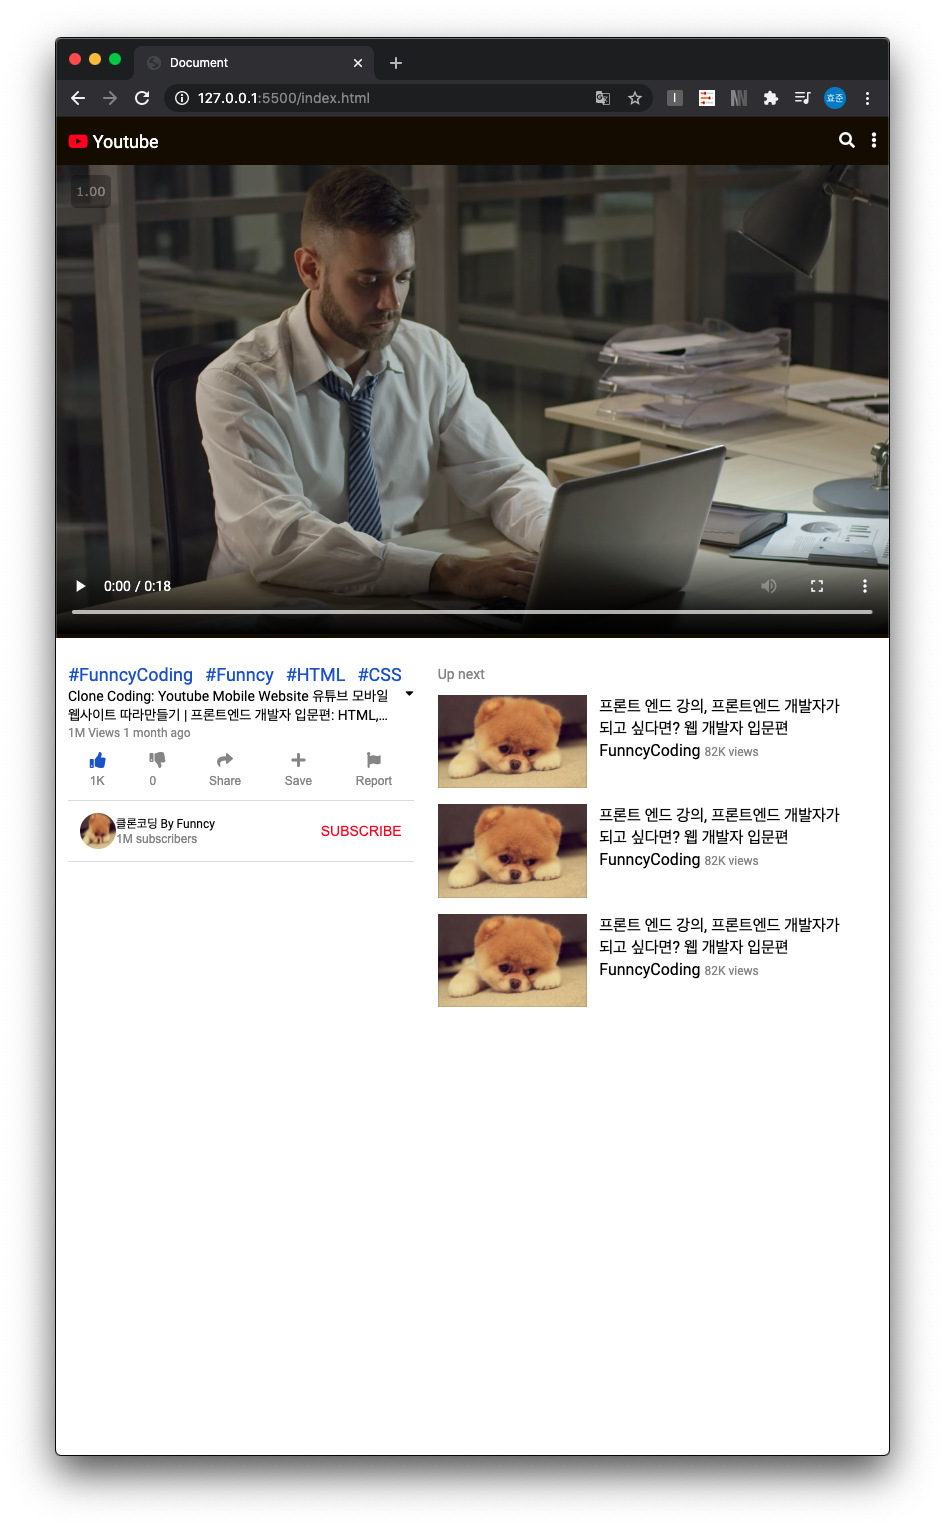 Document
127.0.0.1:5500/index.html
효준
Youtube
1.00
0:00 / 0:18
#FunncyCoding #Funncy #HTML #CSS
Clone Coding: Youtube Mobile Website 유튜브 모바일
웹사이트 따라만들기 | 프론트엔드 개발자 입문편: HTML,...
1M Views 1 month ago
1K 0 Share Save Report
클론코딩 By Funncy
1M subscribers
SUBSCRIBE
Up next
프론트 엔드 강의, 프론트엔드 개발자가
되고 싶다면? 웹 개발자 입문편
FunncyCoding 82K views
프론트 엔드 강의, 프론트엔드 개발자가
되고 싶다면? 웹 개발자 입문편
FunncyCoding 82K views
프론트 엔드 강의, 프론트엔드 개발자가
되고 싶다면? 웹 개발자 입문편
FunncyCoding 82K views